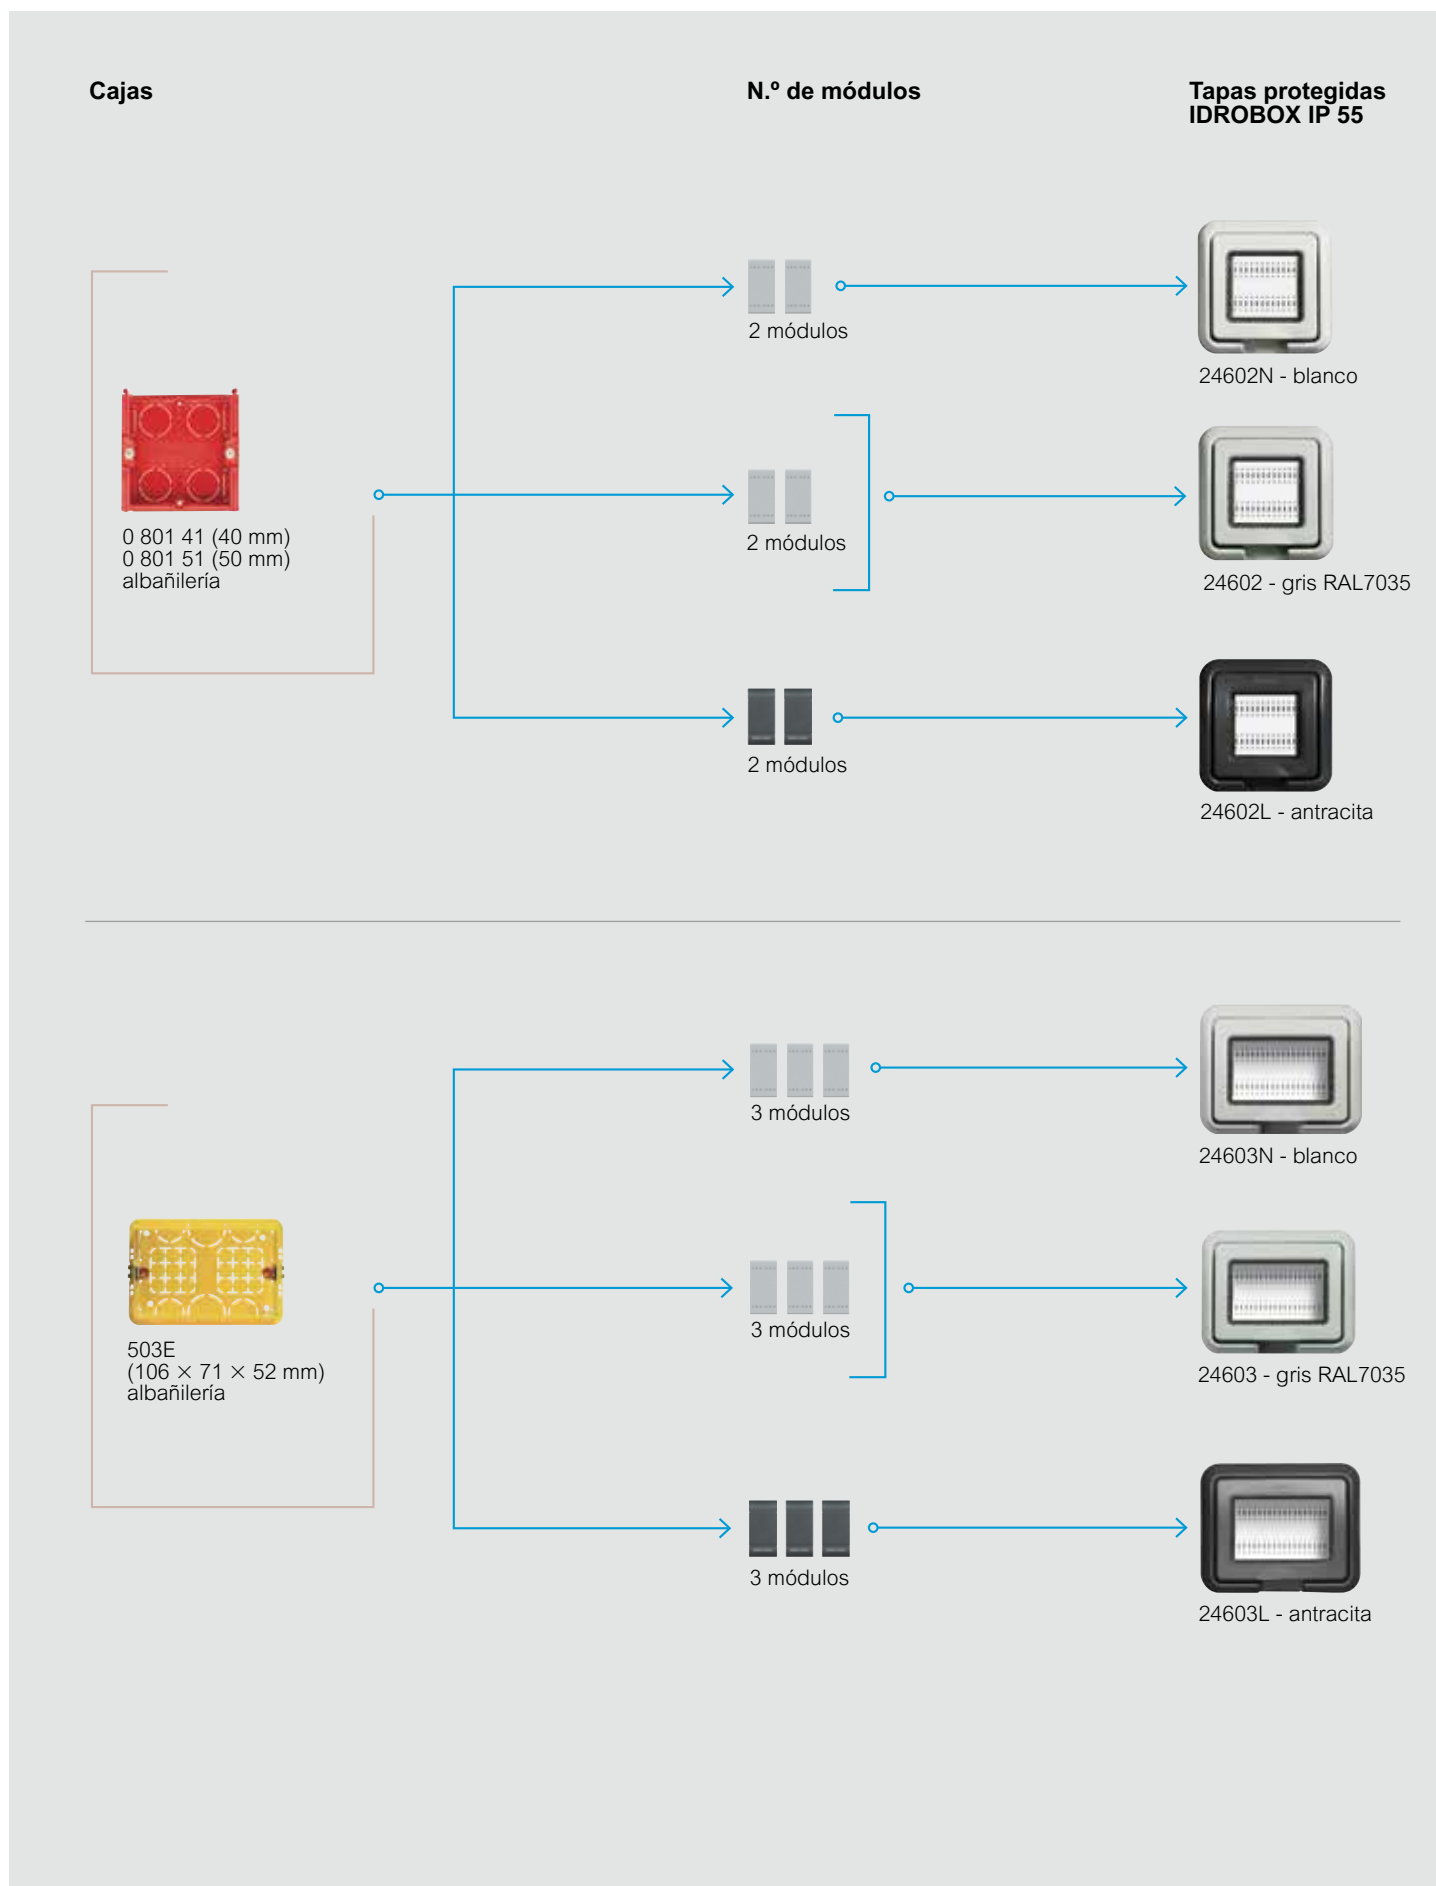 Cajas
N.º de módulos
Tapas protegidas
IDROBOX IP 55
2 módulos
24602N - blanco
0 801 41 (40 mm)
0 801 51 (50 mm)
albañilería
2 módulos
24602 - gris RAL7035
2 módulos
24602L - antracita
3 módulos
24603N - blanco
503E
(106 × 71 × 52 mm)
albañilería
3 módulos
24603 - gris RAL7035
3 módulos
24603L - antracita